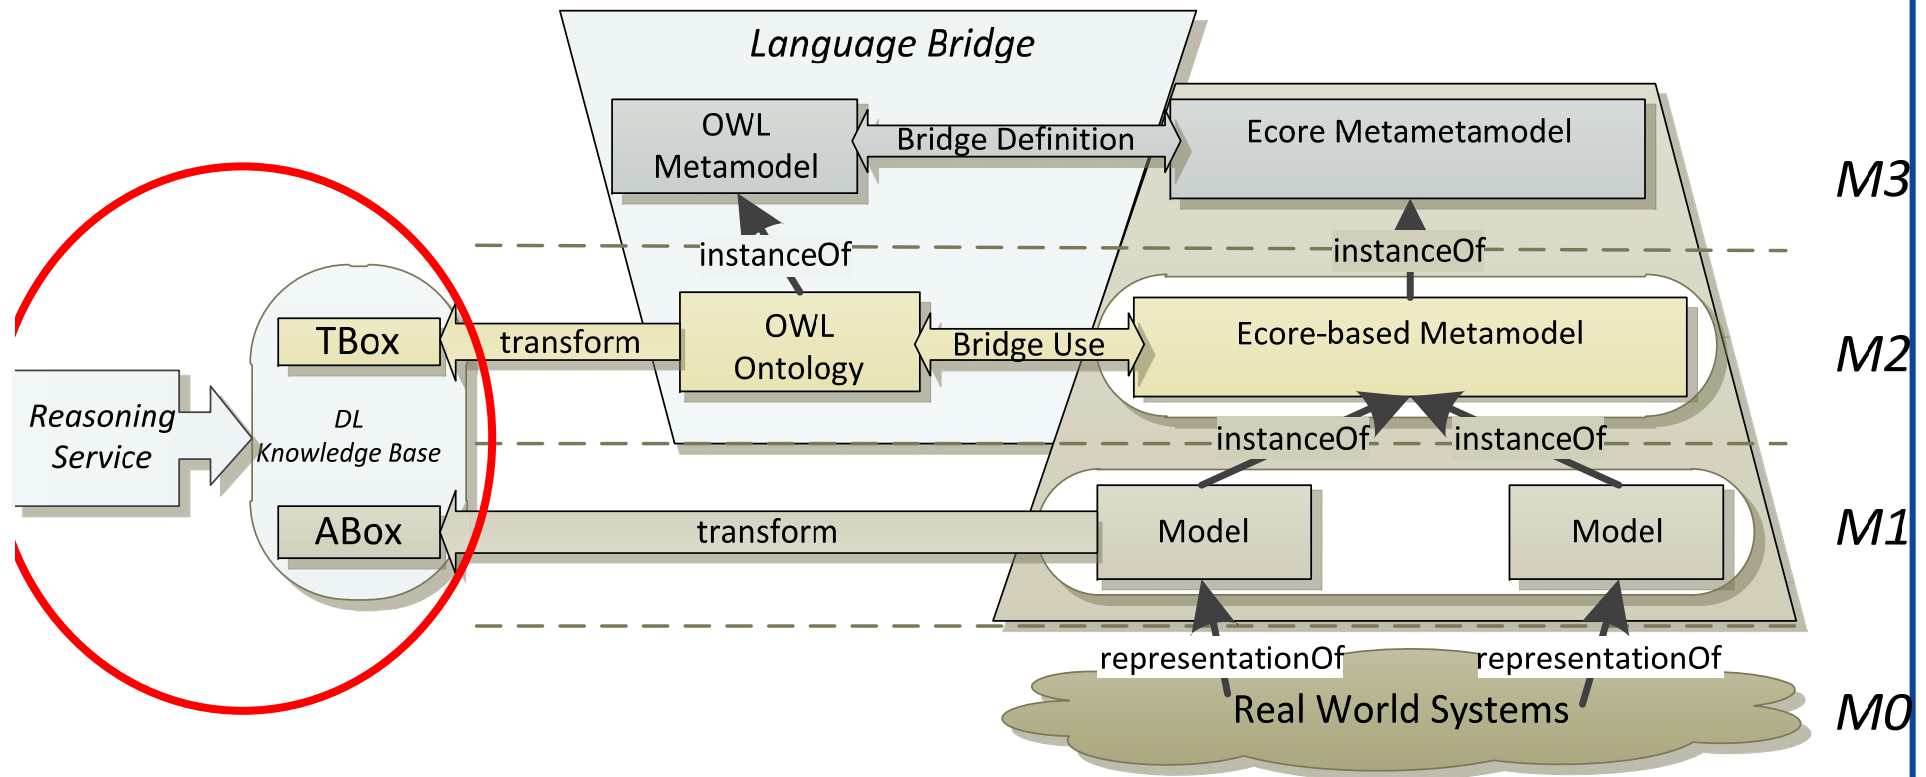 Language Bridge
OWL
Metamodel
Bridge Definition
Ecore Metametamodel
M3
instanceOf
instanceOf
TBox
transform
OWL
Ontology
Bridge Use
Ecore-based Metamodel
M2
Reasoning
Service
DL
Knowledge Base
instanceOf
instanceOf
ABox
transform
Model
Model
M1
representationOf
representationOf
Real World Systems
M0